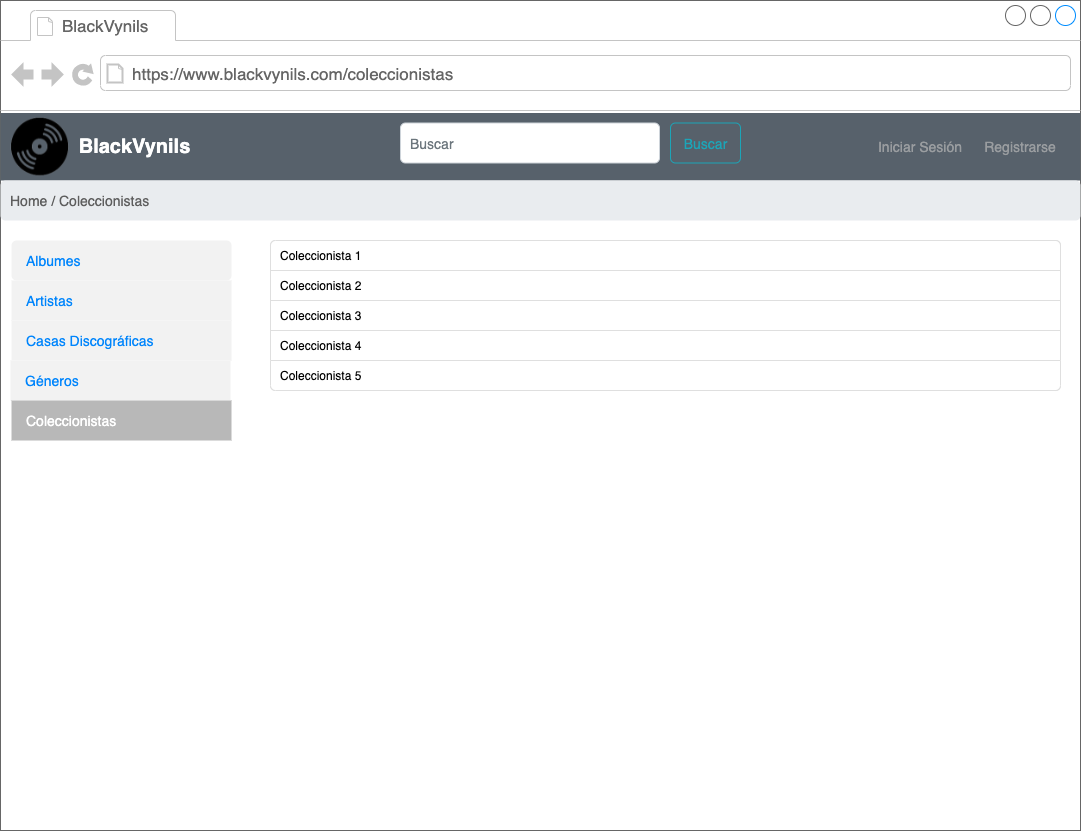 BlackVynils
https://www.blackvynils.com/coleccionistas
BlackVynils
Buscar
Buscar
Iniciar Sesión
Registrarse
Home / Coleccionistas
Albumes
Artistas
Casas Discográficas
Géneros
Coleccionistas
Coleccionista 1
Coleccionista 2
Coleccionista 3
Coleccionista 4
Coleccionista 5